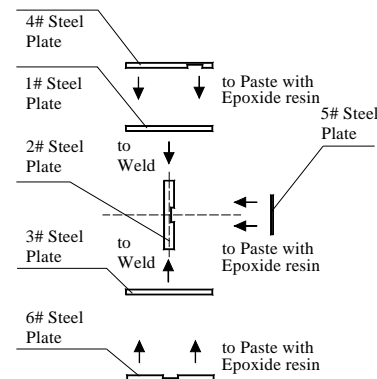 4# Steel
Plate
to Paste with
Epoxide resin
1# Steel
Plate
5# Steel
Plate
2# Steel
Plate
to
Weld
to
Weld
3# Steel
Plate
to Paste with
Epoxide resin
6# Steel
Plate
to Paste with
Epoxide resin